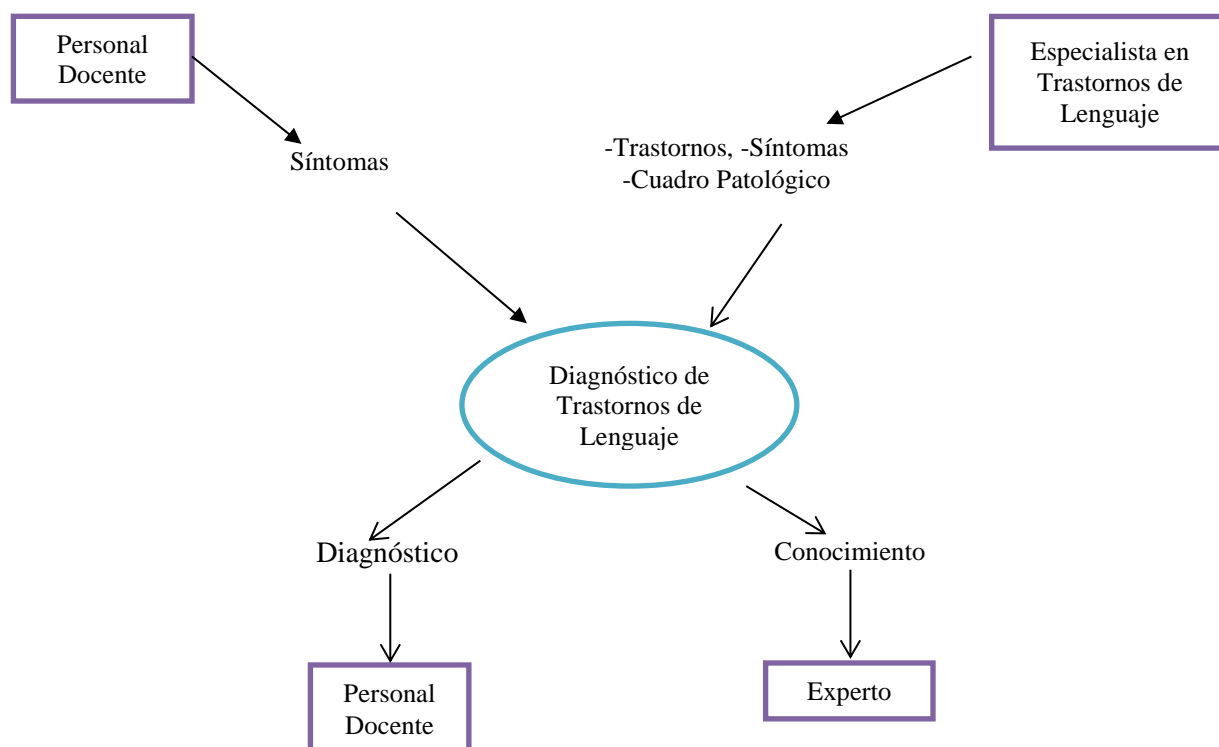 Personal
Docente
Especialista en
Trastornos de
Lenguaje
Síntomas
-Trastornos, -Síntomas
-Cuadro Patológico
Diagnóstico de
Trastornos de
Lenguaje
Diagnóstico
Conocimiento
Personal
Docente
Experto